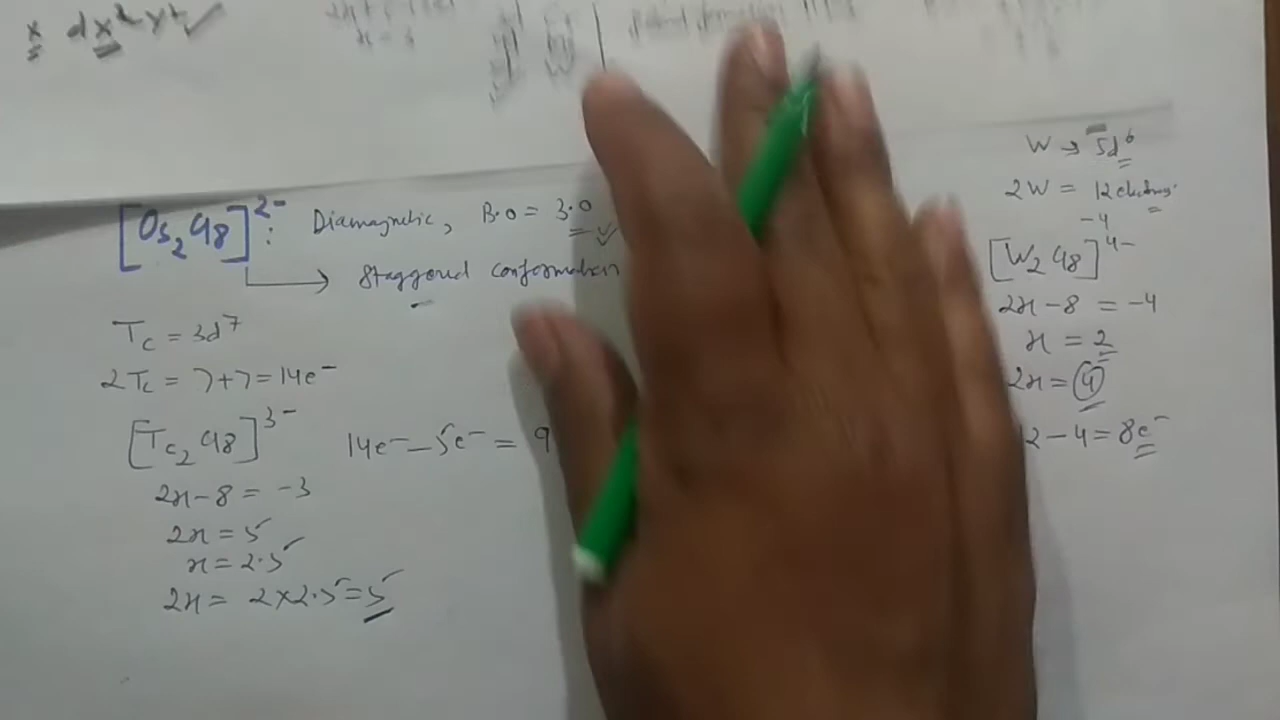 x dx²y²
[Os₂Cl8]²⁻ : Diamagnetic, B.O = 3.0
Staggered conformation
Tc = 3d⁷
2Tc = 7+7 = 14e⁻
[Tc₂Cl8]³⁻ 14e⁻ – 5e⁻ = 9
2x – 8 = -3
2x = 5
x = 2.5
2x = 2×2.5 = 5
W → 5d⁶
2W = 12 electrons
-4
[W₂Cl8]⁴⁻
2x – 8 = -4
x = 2
2x = 4
2 – 4 = 8e⁻